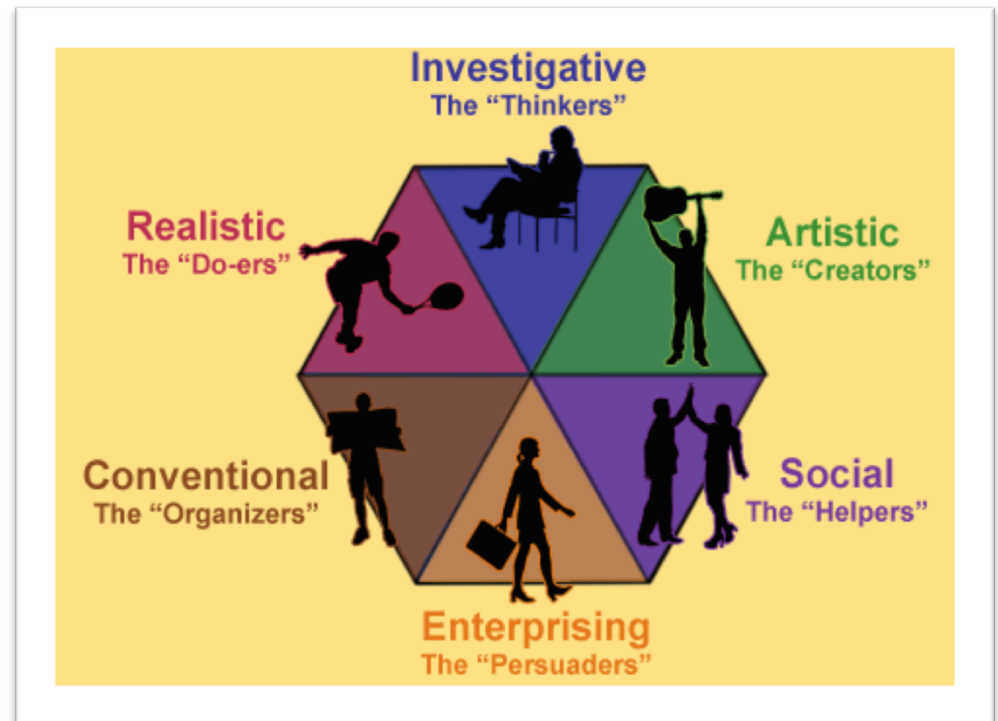 Investigative
The “Thinkers”
Realistic
The “Do-ers”
Artistic
The “Creators”
Conventional
The “Organizers”
Social
The “Helpers”
Enterprising
The “Persuaders”